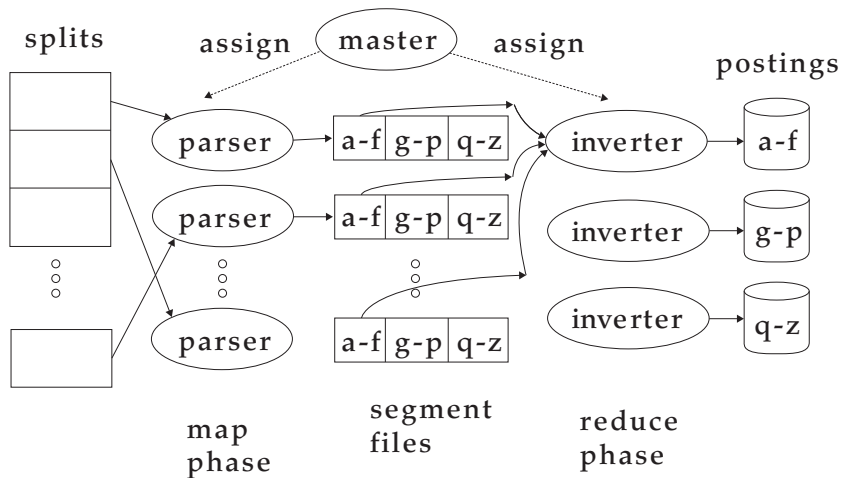 splits
assign
master
assign
postings
parser
a-f g-p q-z
inverter
a-f
parser
a-f g-p q-z
inverter
g-p
parser
a-f g-p q-z
inverter
q-z
map
phase
segment
files
reduce
phase